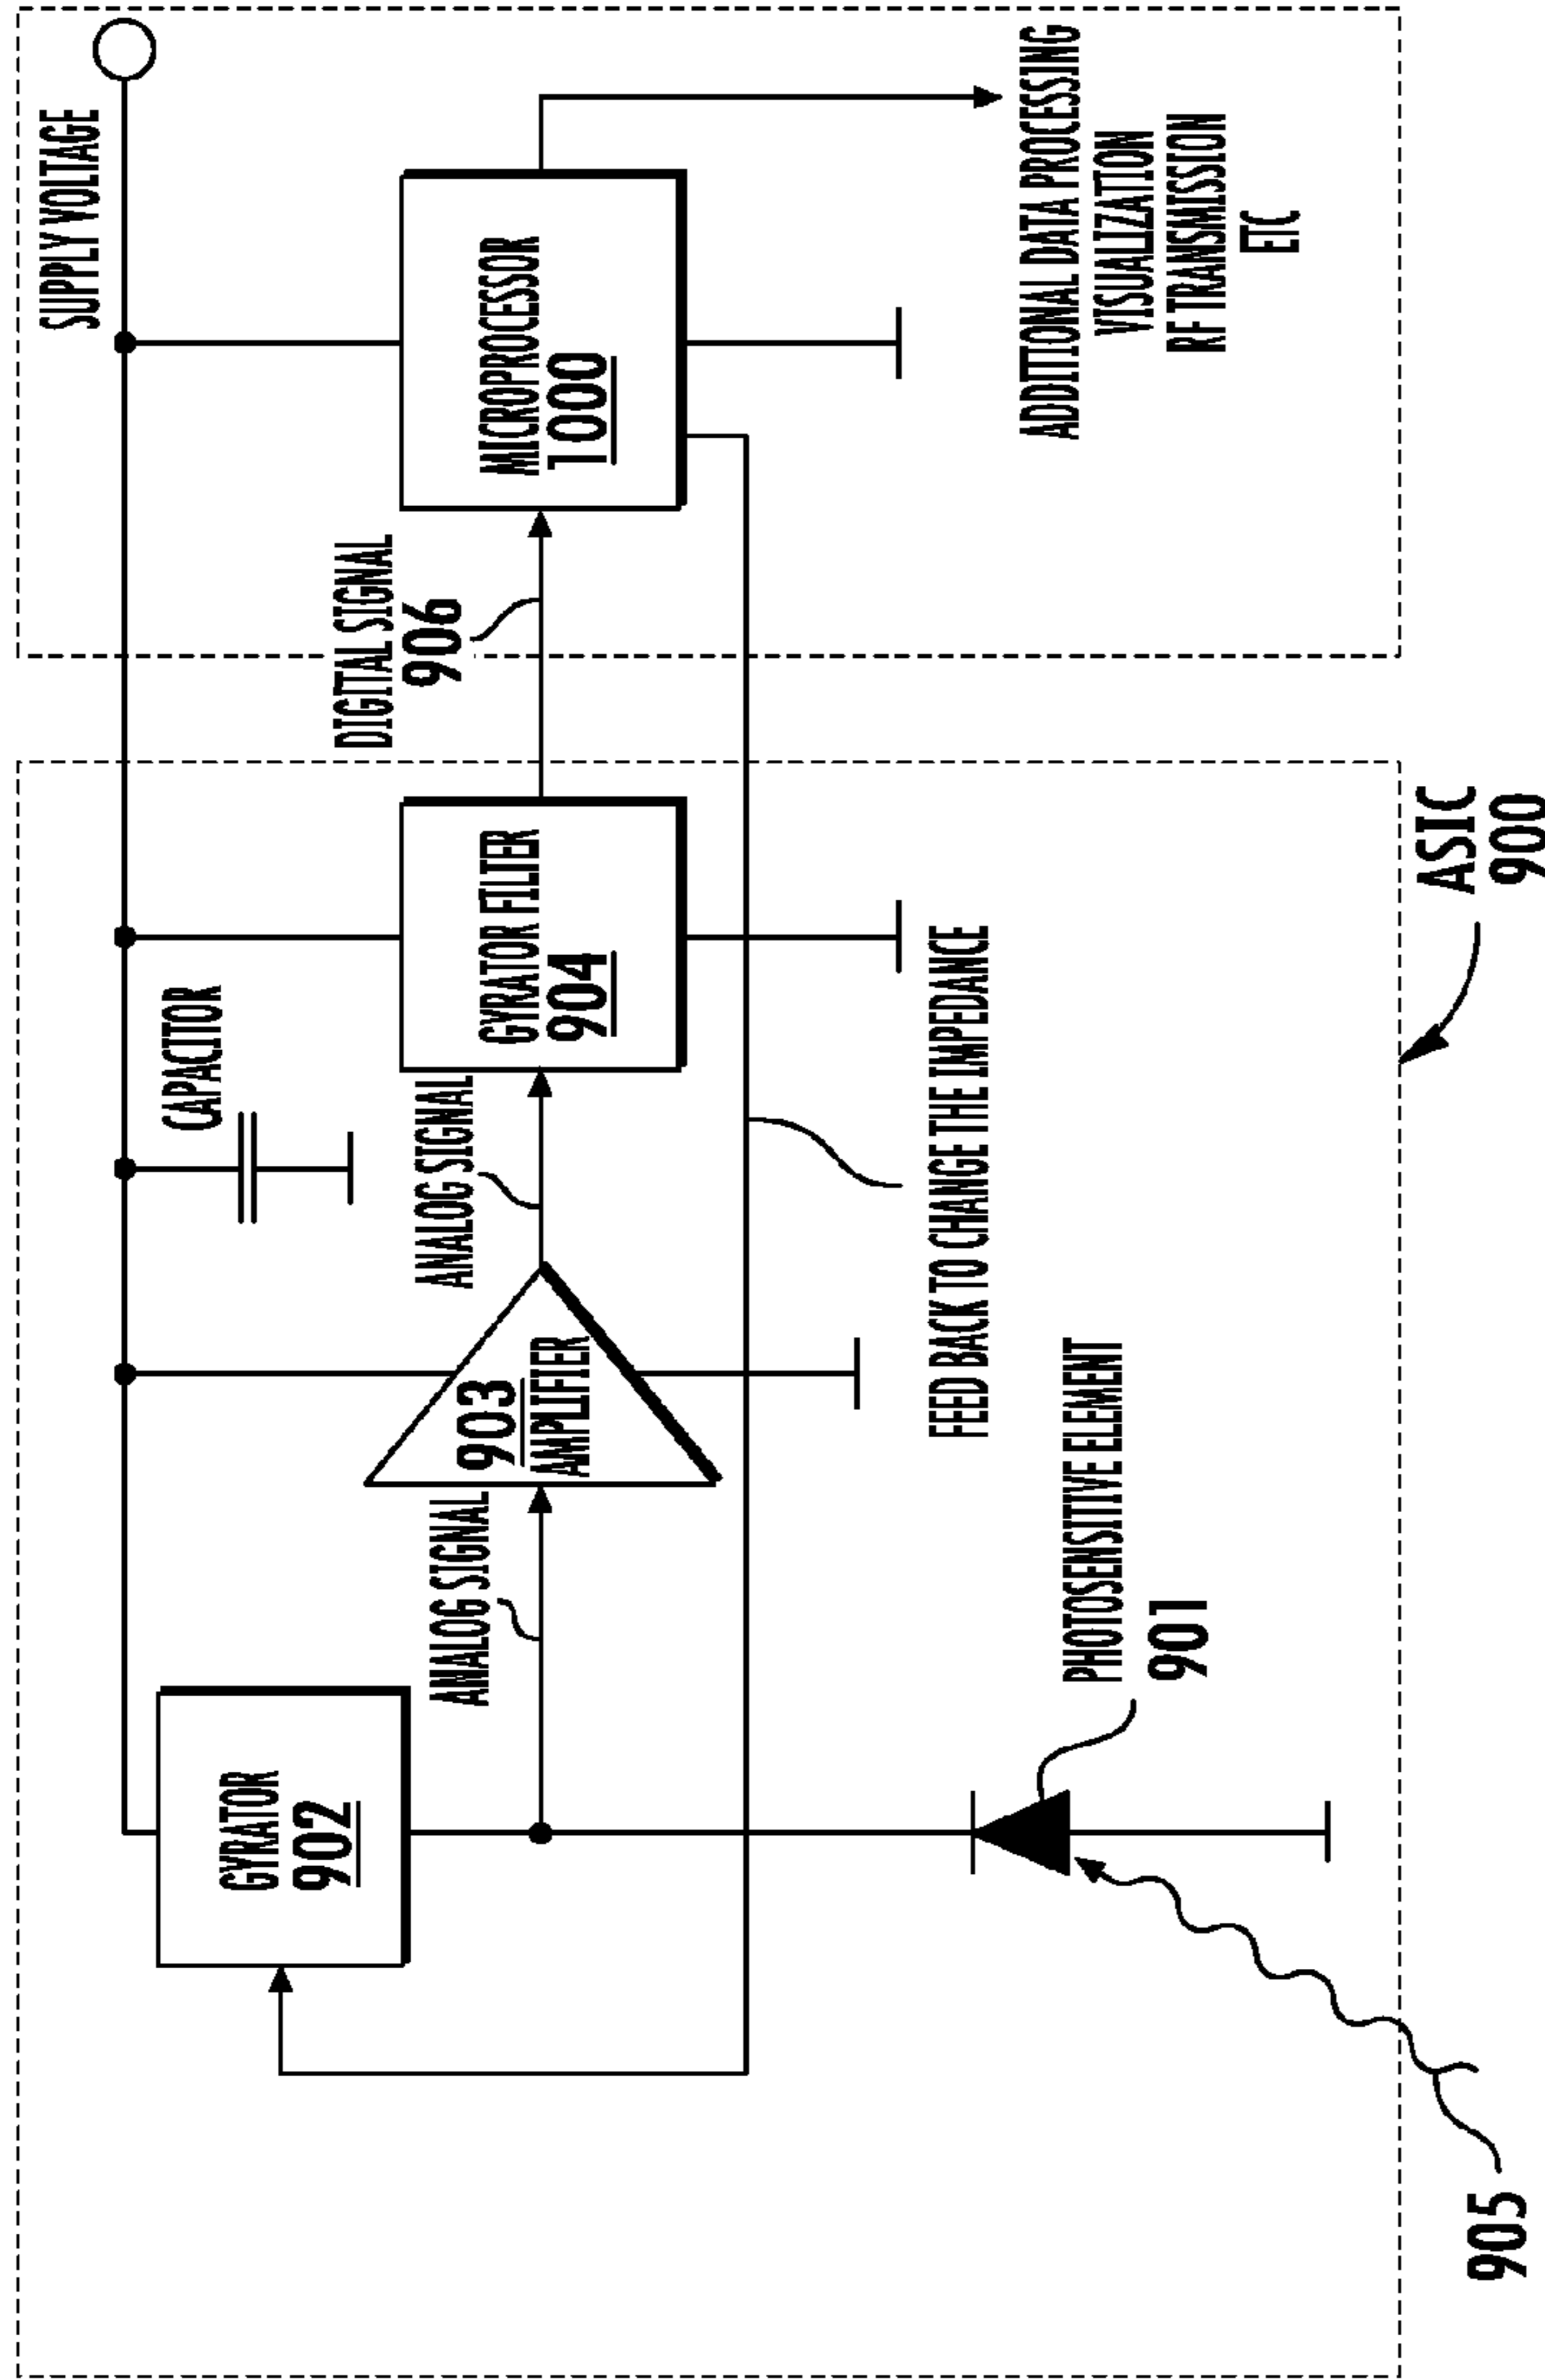 SUPPLY VOLTAGE
CAPACITOR
GYRATOR
902
ANALOG SIGNAL
903
AMPLIFIER
ANALOG SIGNAL
GYRATOR FILTER
904
DIGITAL SIGNAL
906
MICROPROCESSOR
1000
FEED BACK TO CHANGE THE IMPEDANCE
PHOTOSENSITIVE ELEMENT
901
ADDITIONAL DATA PROCESSING
VISUALIZATION
RF TRANSMISSION
ETC
905
ASIC
900